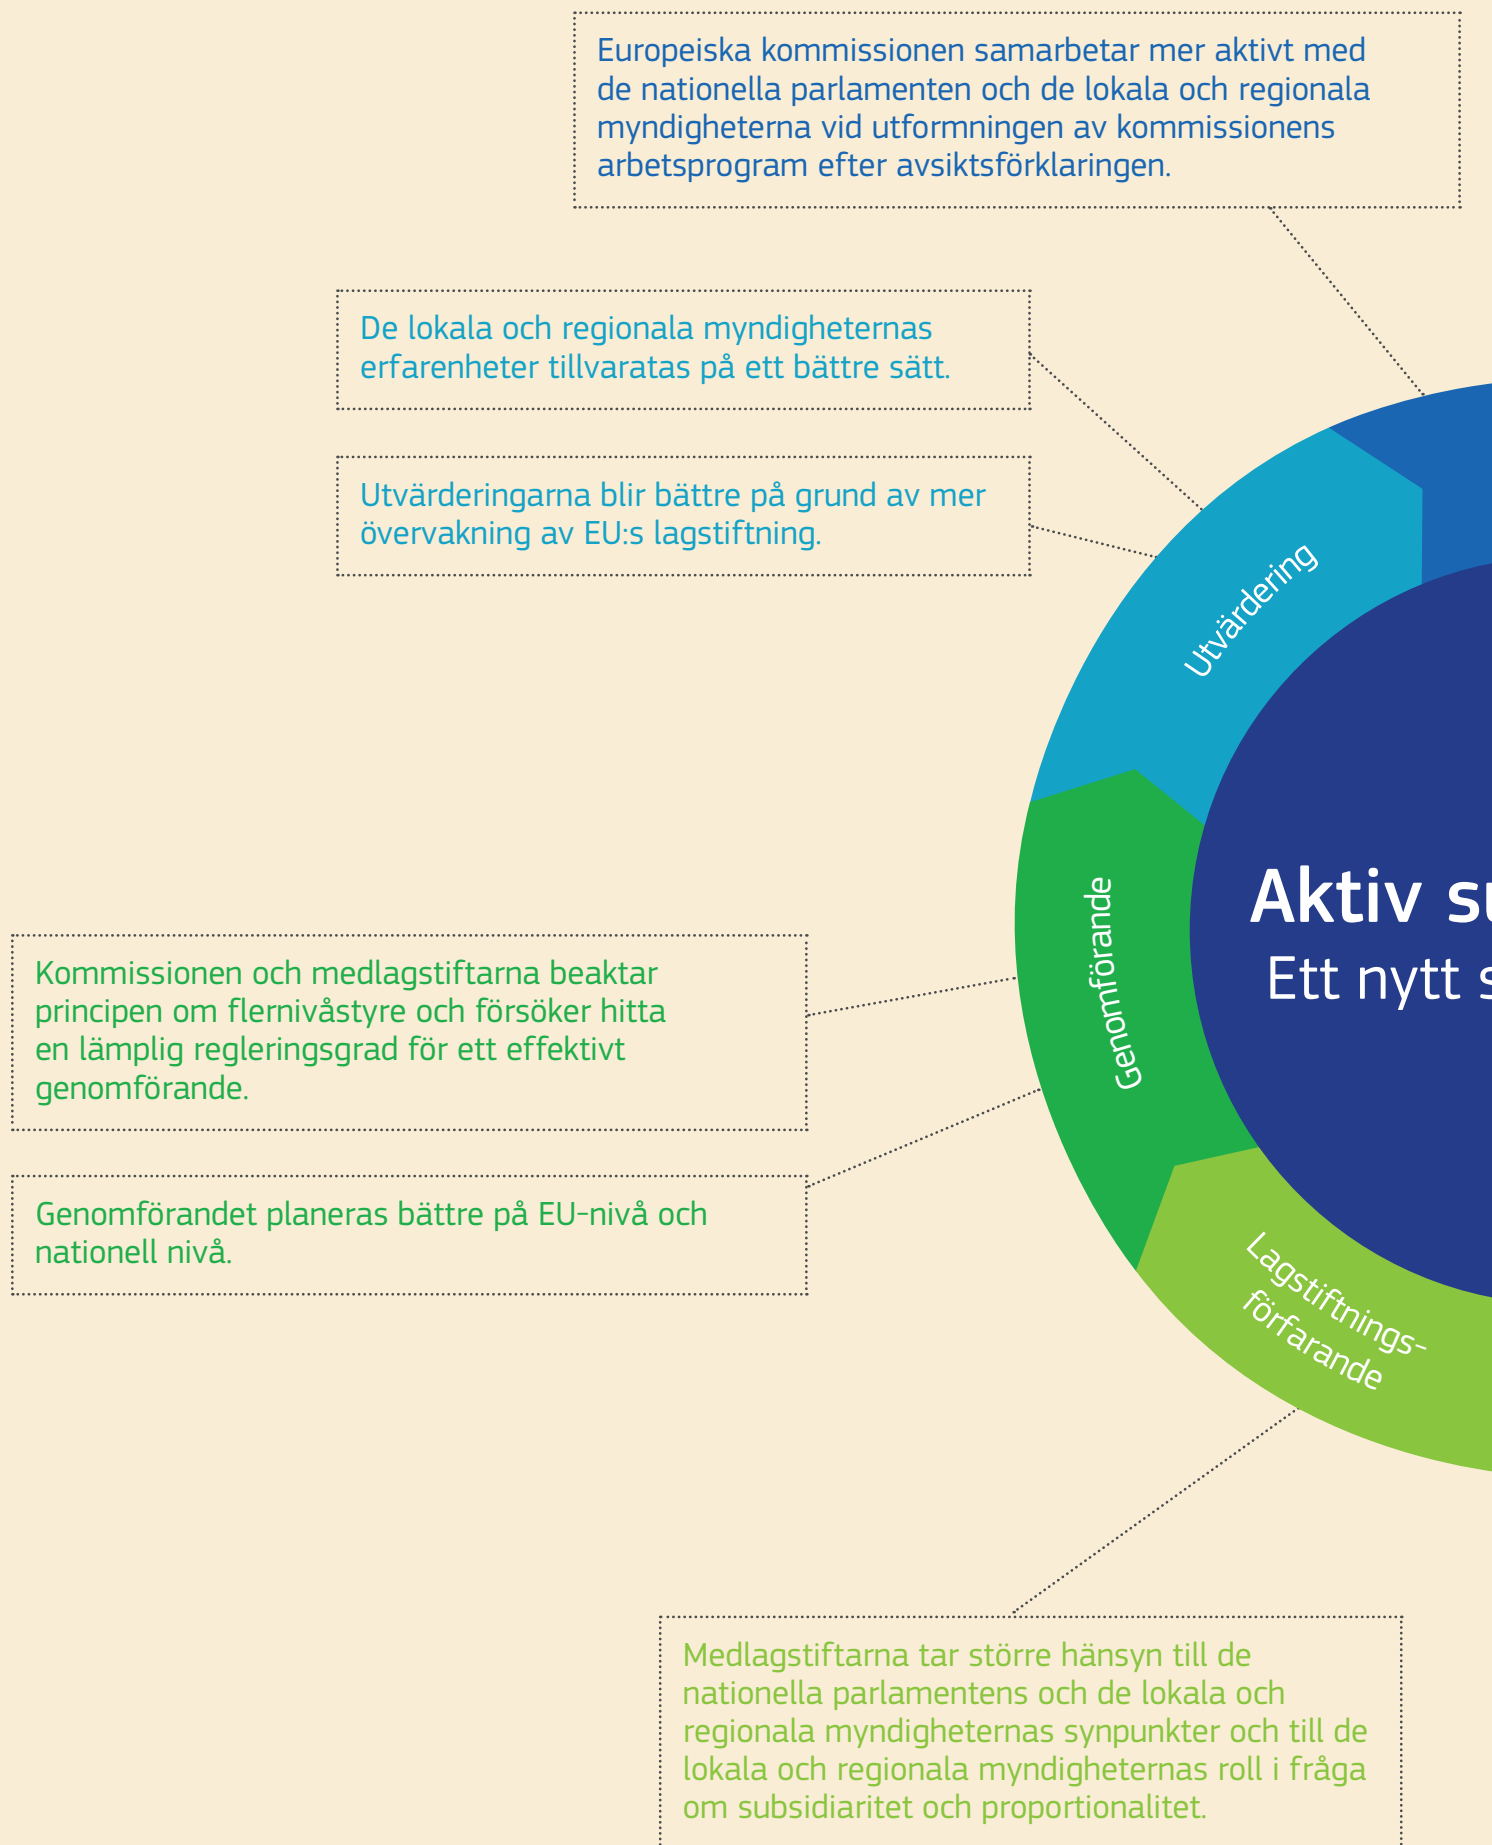 Europeiska kommissionen samarbetar mer aktivt med
de nationella parlamenten och de lokala och regionala
myndigheterna vid utformningen av kommissionens
arbetsprogram efter avsiktsförklaringen.
De lokala och regionala myndigheternas
erfarenheter tillvaratas på ett bättre sätt.
Utvärderingarna blir bättre på grund av mer
övervakning av EU:s lagstiftning.
Utvärdering
Aktiv su
Ett nytt s
Genomförande
Kommissionen och medlagstiftarna beaktar
principen om flernivåstyre och försöker hitta
en lämplig regleringsgrad för ett effektivt
genomförande.
Genomförandet planeras bättre på EU-nivå och
nationell nivå.
Lagstiftnings-
förfarande
Medlagstiftarna tar större hänsyn till de
nationella parlamentens och de lokala och
regionala myndigheternas synpunkter och till de
lokala och regionala myndigheternas roll i fråga
om subsidiaritet och proportionalitet.